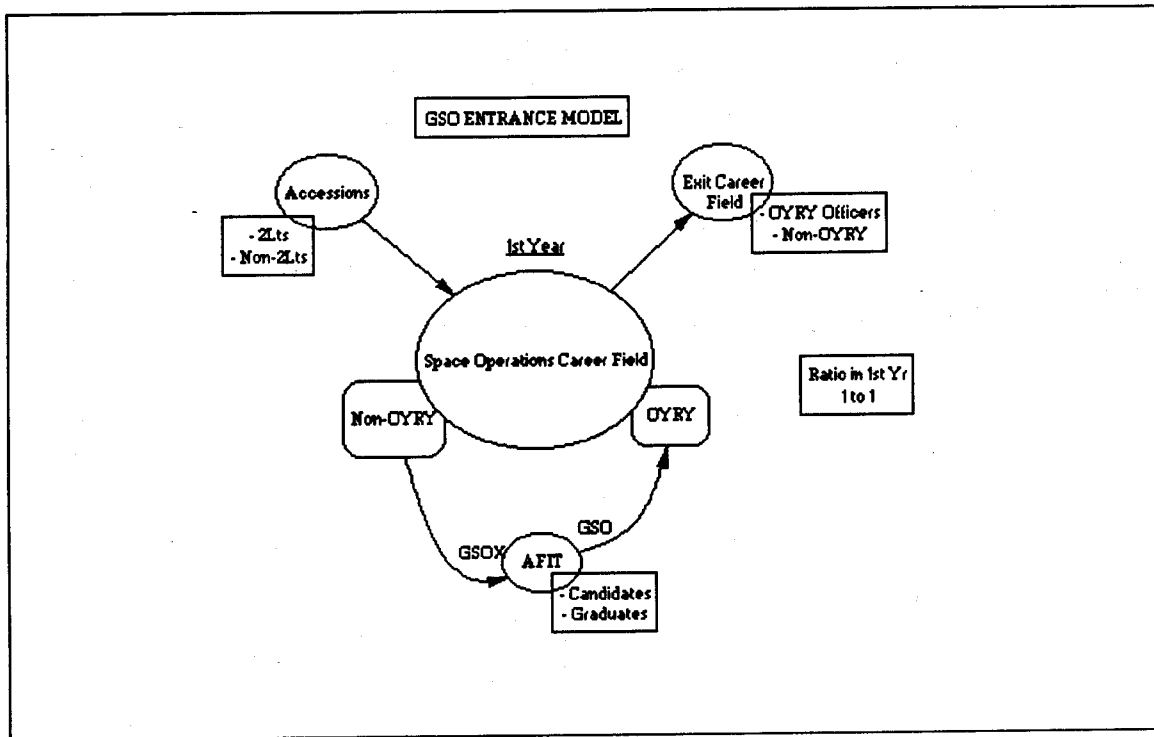 GSO ENTRANCE MODEL
Accessions
- 2Lts
- Non-2Lts
Exit Career
Field
- OYRY Officers
- Non-OYRY
1st Year
Space Operations Career Field
Ratio in 1st Yr
1 to 1
Non-OYRY
OYRY
GSOX
GSO
AFIT
- Candidates
- Graduates